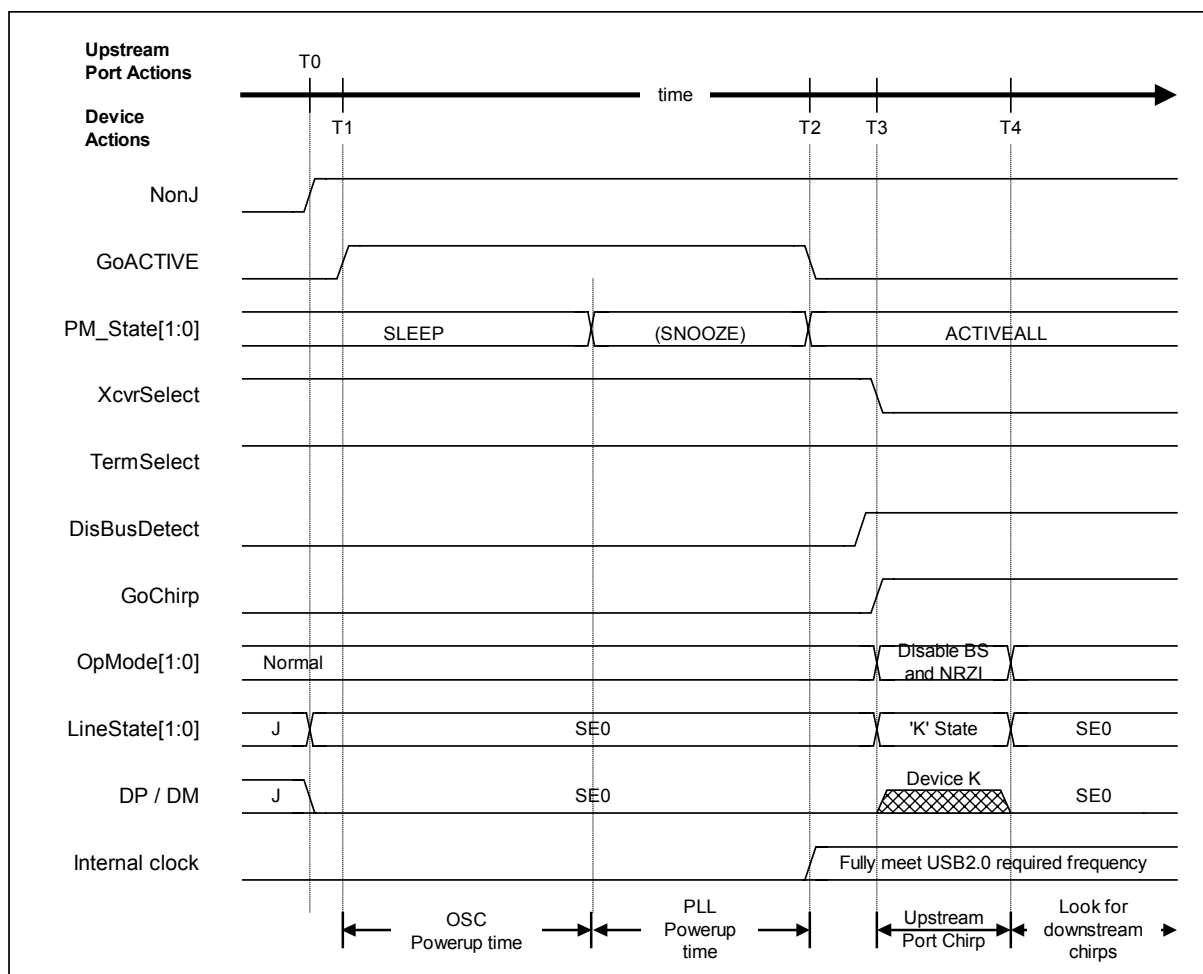 Upstream
Port Actions
T0
time
Device
Actions
T1
T2
T3
T4
NonJ
GoACTIVE
PM_State[1:0]
SLEEP
(SNOOZE)
ACTIVEALL
XcvrSelect
TermSelect
DisBusDetect
GoChirp
OpMode[1:0]
Normal
Disable BS
and NRZI
LineState[1:0]
J
SE0
'K' State
SE0
DP / DM
J
SE0
Device K
SE0
Internal clock
Fully meet USB2.0 required frequency
OSC
Powerup time
PLL
Powerup
time
Upstream
Port Chirp
Look for
downstream
chirps